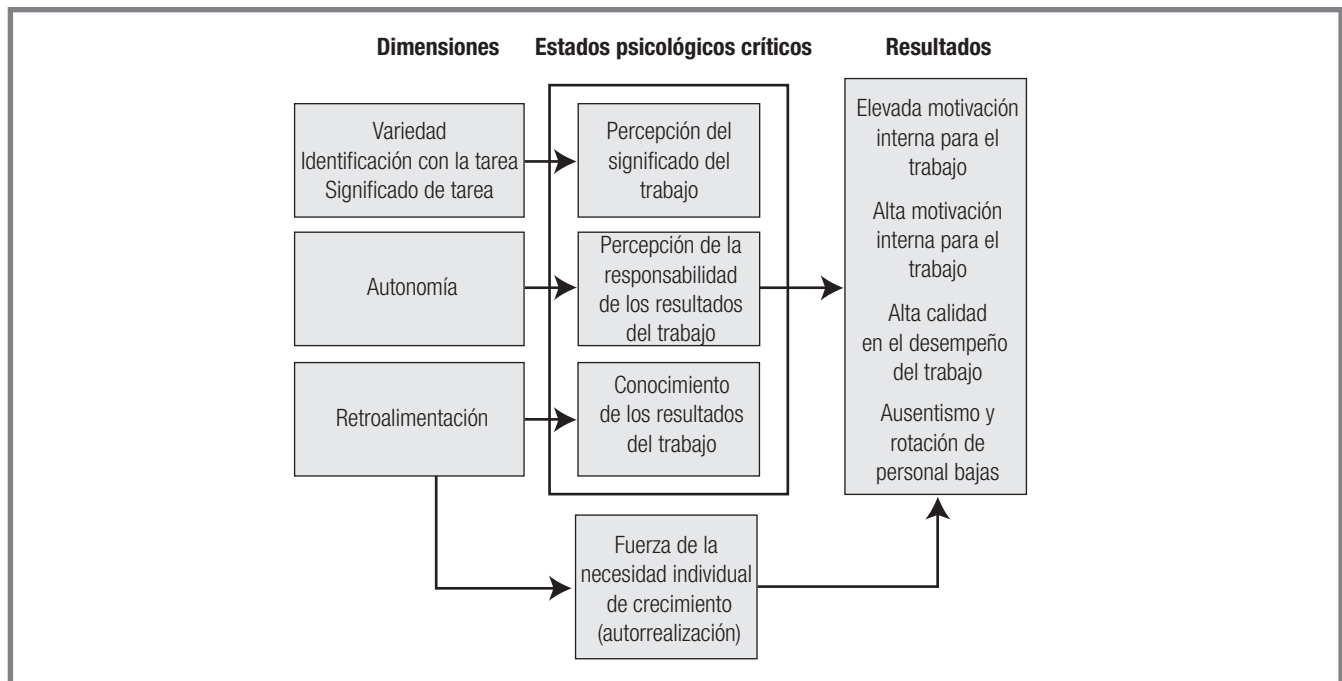 Dimensiones
Estados psicológicos críticos
Resultados
Variedad
Identificación con la tarea
Significado de tarea
Percepción del
significado del
trabajo
Autonomía
Percepción de la
responsabilidad
de los resultados
del trabajo
Retroalimentación
Conocimiento
de los resultados
del trabajo
Elevada motivación
interna para el
trabajo
Alta motivación
interna para el
trabajo
Alta calidad
en el desempeño
del trabajo
Ausentismo y
rotación de
personal bajas
Fuerza de la
necesidad individual
de crecimiento
(autorrealización)